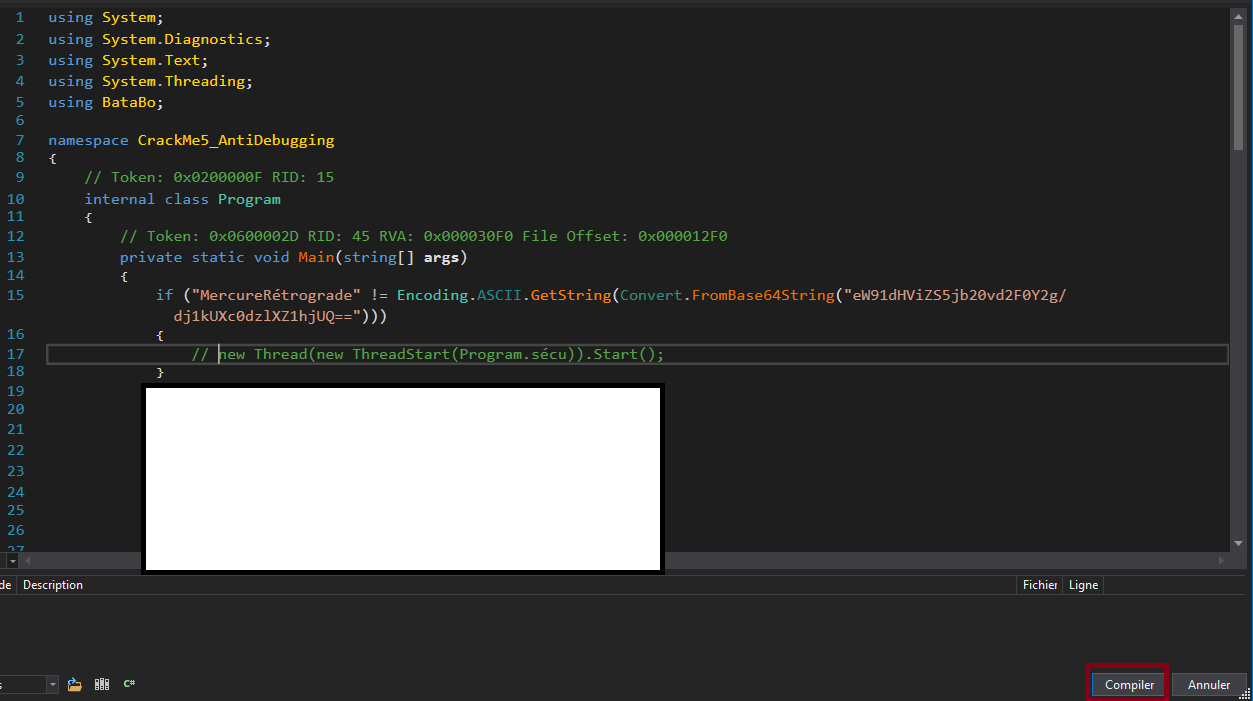 1 using System;
2 using System.Diagnostics;
3 using System.Text;
4 using System.Threading;
5 using BataBo;
6
7 namespace CrackMe5_AntiDebugging
8 {
9 // Token: 0x0200000F RID: 15
10 internal class Program
11 {
12 // Token: 0x0600002D RID: 45 RVA: 0x000030F0 File Offset: 0x000012F0
13 private static void Main(string[] args)
14 {
15 if ("MercureRétrograde" != Encoding.ASCII.GetString(Convert.FromBase64String("eW91dHViZS5jb20vd2F0Y2g/
dj1kUXc0dzlXZ1hjUQ==")))
16 {
17 // new Thread(new ThreadStart(Program.sécu)).Start();
18 }
19
20
21
22
23
24
25
26
27
de Description Fichier Ligne
s C# Compiler Annuler